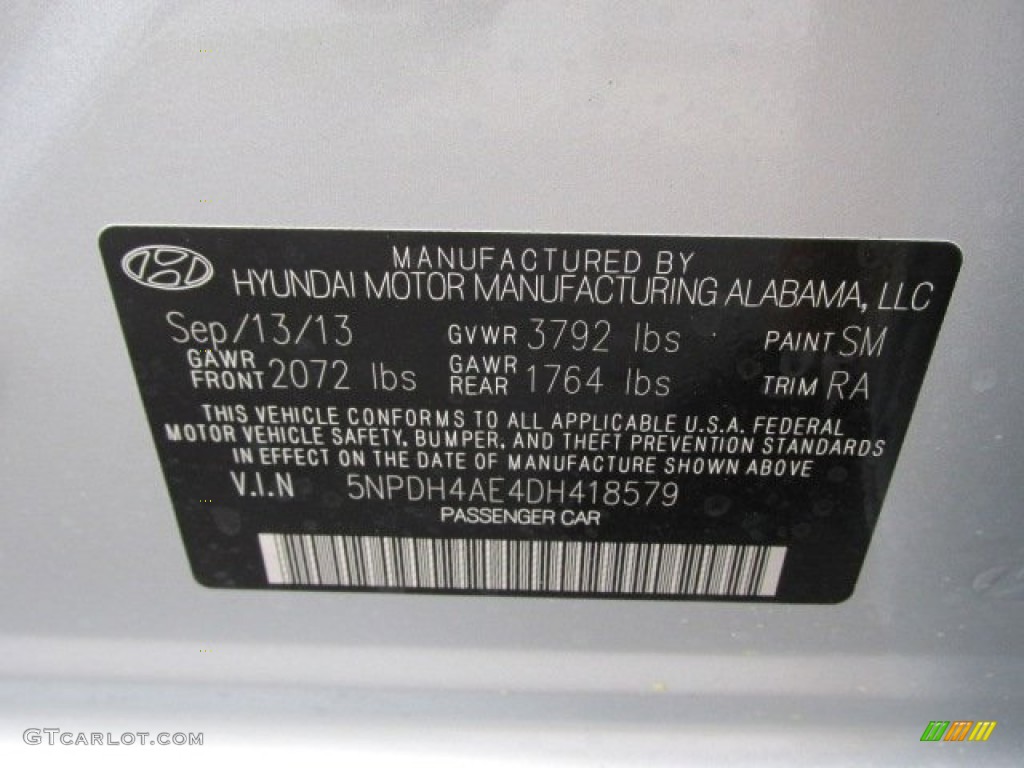 MANUFACTURED BY
HYUNDAI MOTOR MANUFACTURING ALABAMA, LLC
Sep/13/13 GVWR 3792 lbs PAINT SM
GAWR FRONT 2072 lbs GAWR REAR 1764 lbs TRIM RA
THIS VEHICLE CONFORMS TO ALL APPLICABLE U.S.A. FEDERAL
MOTOR VEHICLE SAFETY, BUMPER, AND THEFT PREVENTION STANDARDS
IN EFFECT ON THE DATE OF MANUFACTURE SHOWN ABOVE
V.I.N 5NPDH4AE4DH418579
PASSENGER CAR
GTCARLOT.COM